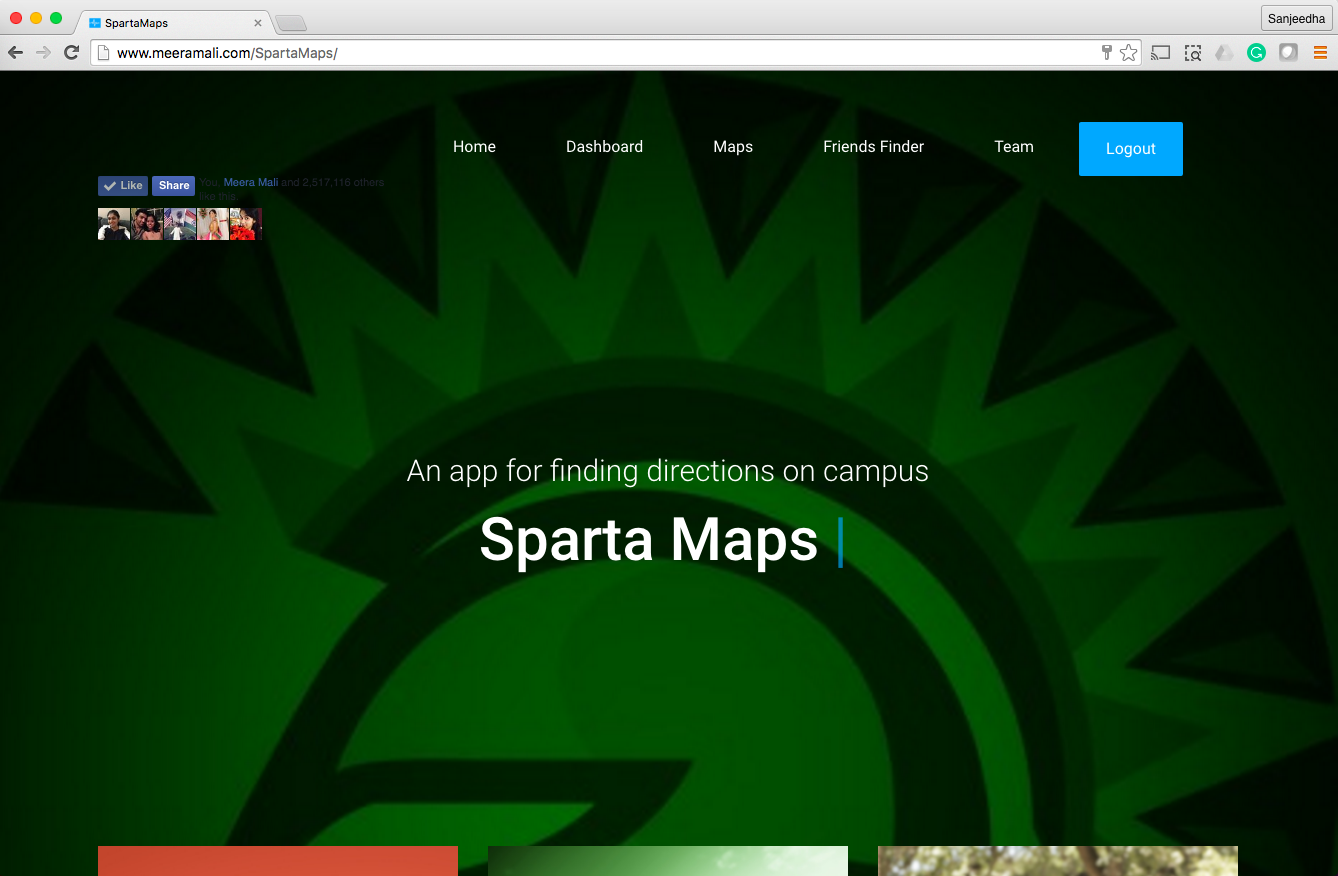 SpartaMaps
Sanjeedha
www.meeramali.com/SpartaMaps/
Home Dashboard Maps Friends Finder Team Logout
Like Share You, Meera Mali and 2,517,116 others
like this.
An app for finding directions on campus
Sparta Maps